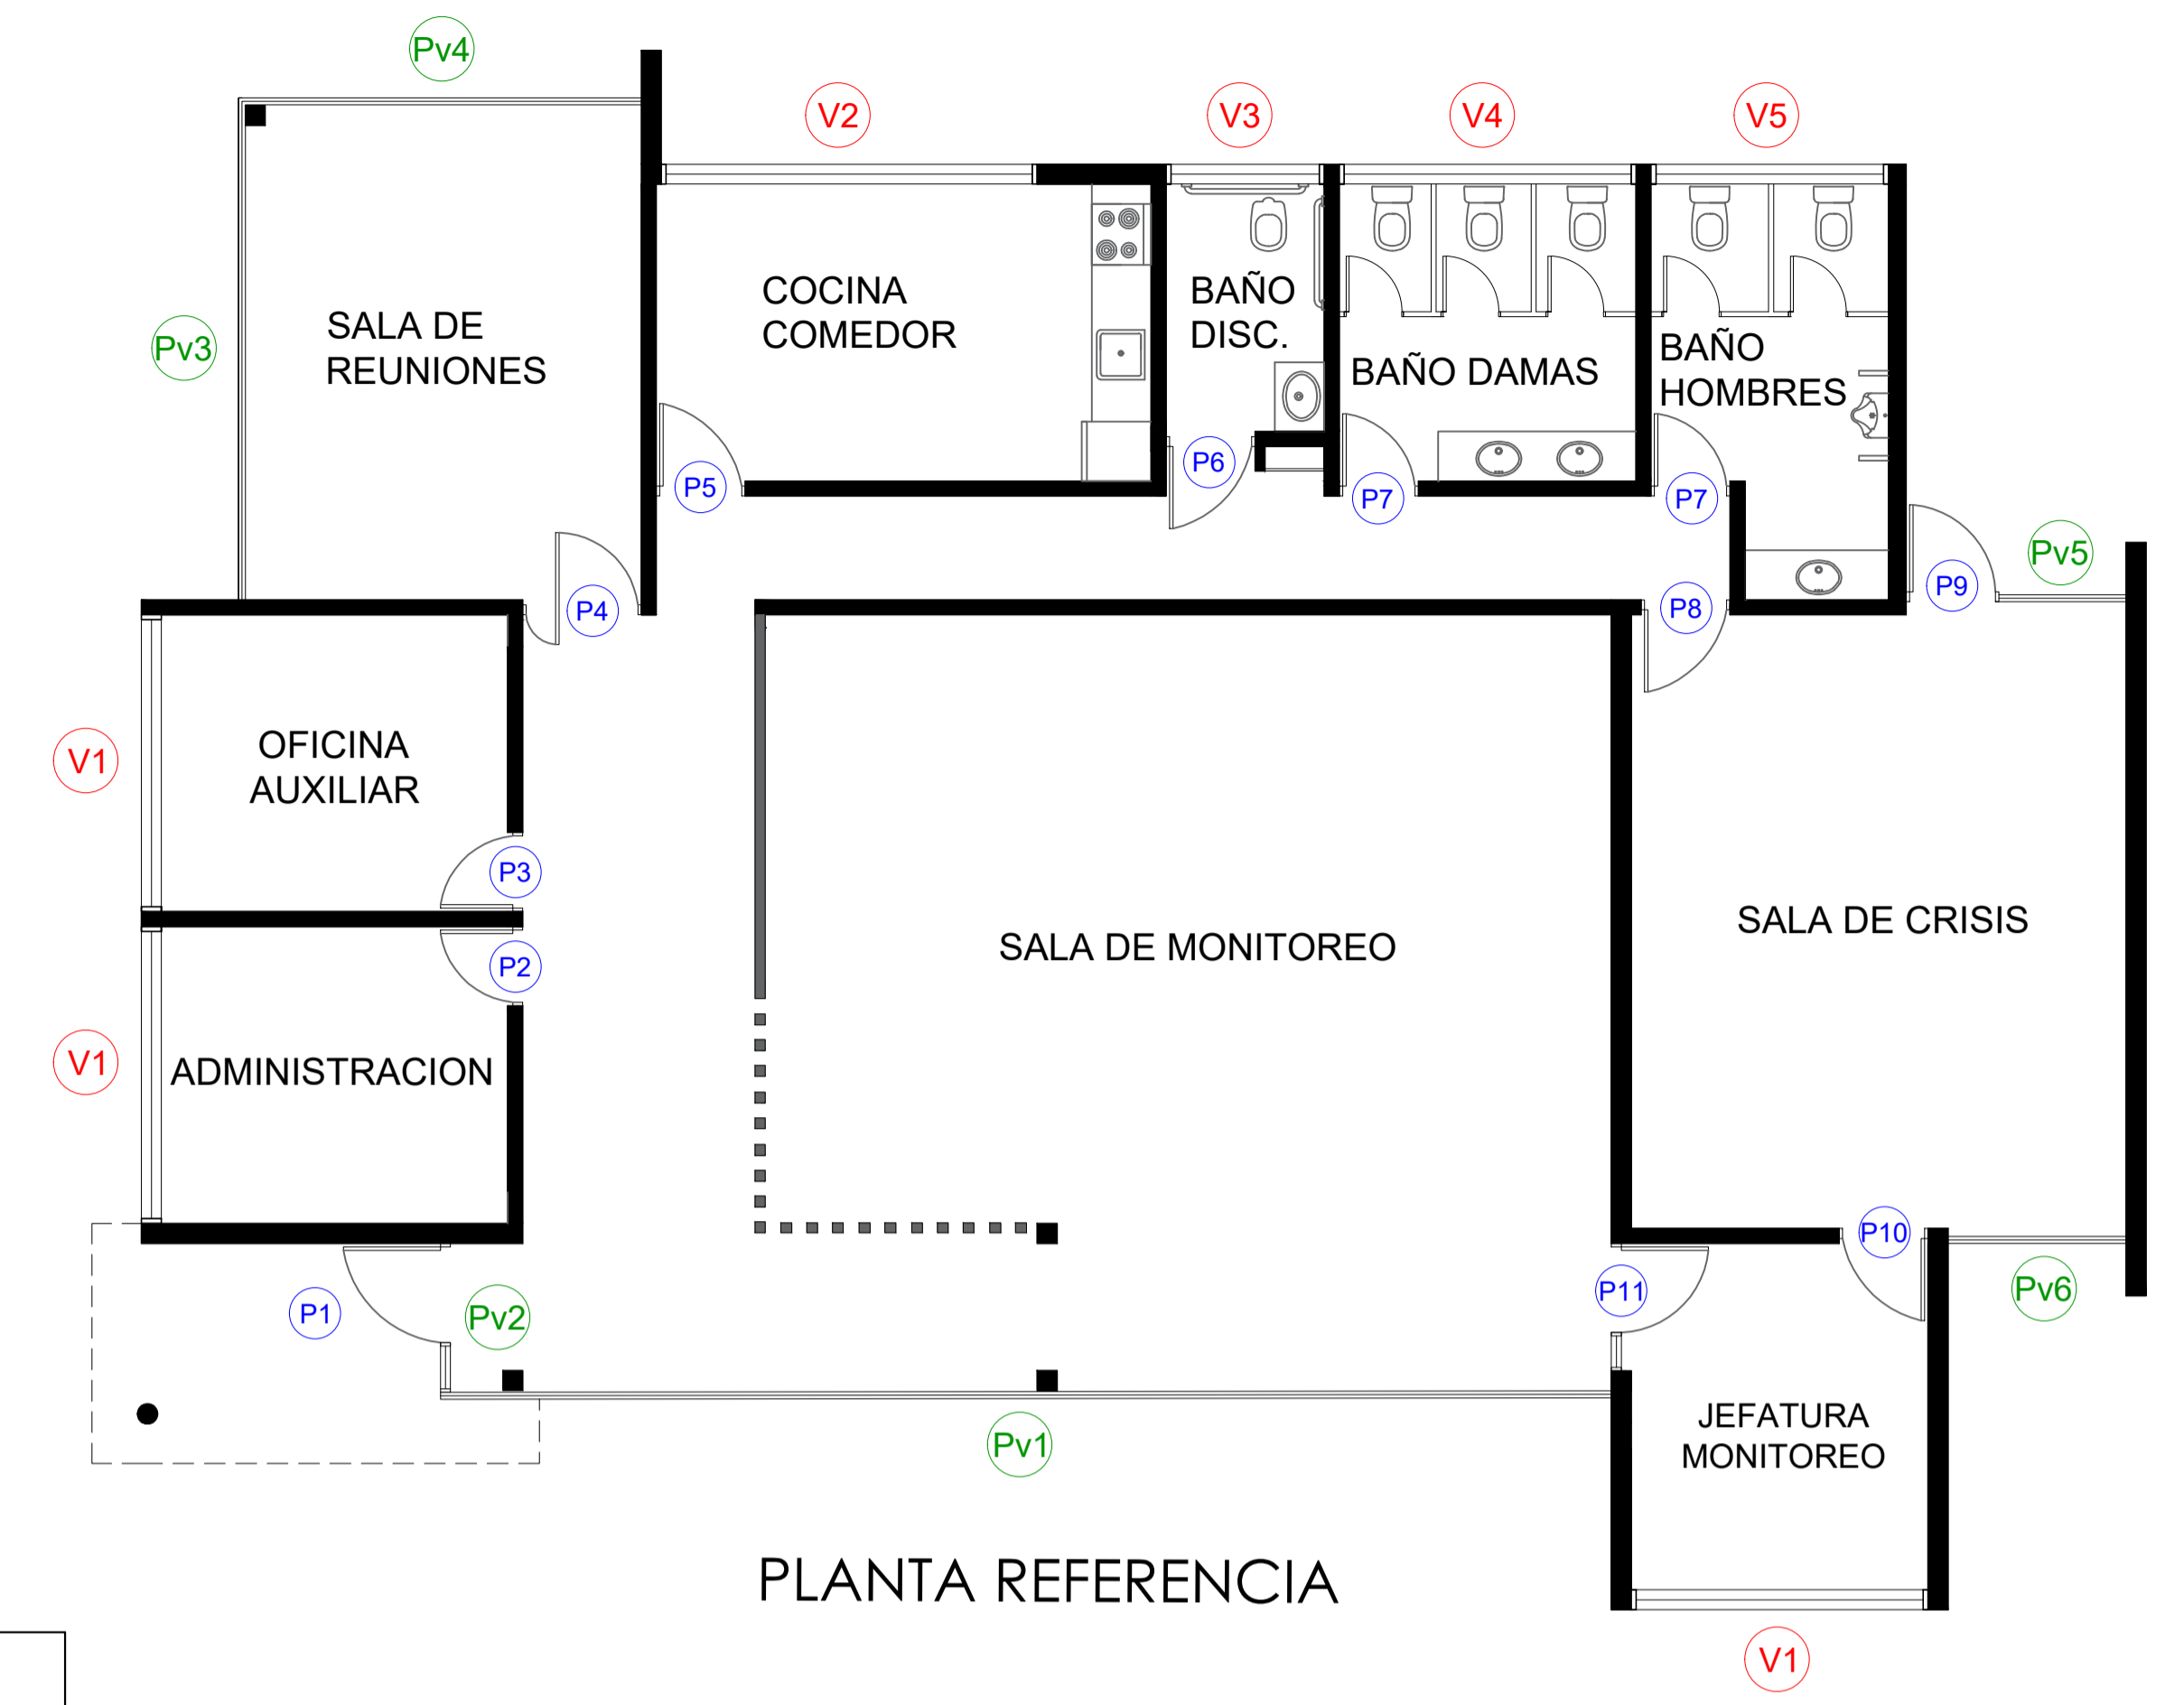 Pv4
V2
V3
V4
V5
COCINA
COMEDOR
BAÑO
DISC.
SALA DE
REUNIONES
Pv3
BAÑO DAMAS
BAÑO
HOMBRES
P5
P6
P7
P7
Pv5
P4
P8
P9
OFICINA
AUXILIAR
V1
P3
SALA DE MONITOREO
SALA DE CRISIS
P2
V1
ADMINISTRACION
P10
P1
Pv2
P11
Pv6
Pv1
JEFATURA
MONITOREO
PLANTA REFERENCIA
V1